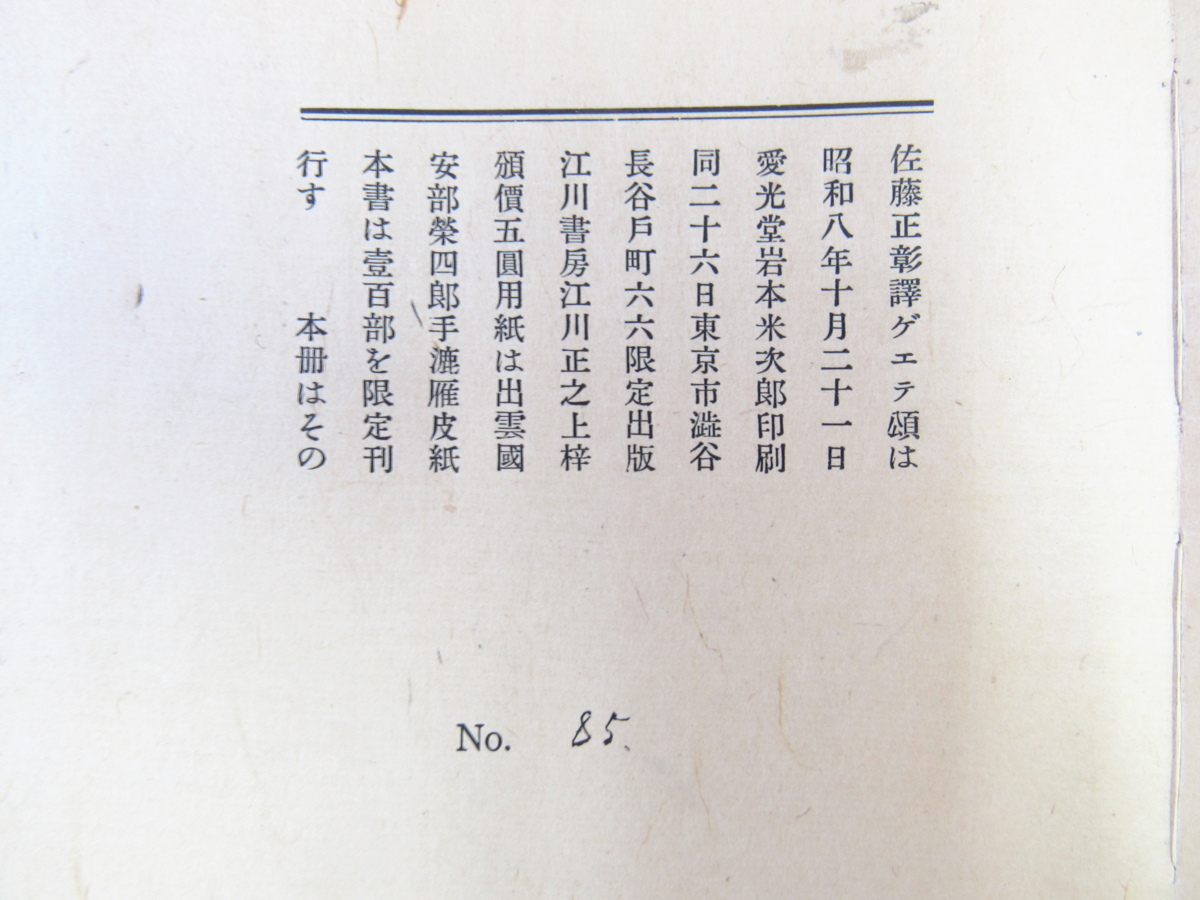 佐藤正彰譯ゲエテ頌は
昭和八年十月二十一日
愛光堂岩本米次郎印刷
同二十六日東京市澁谷
長谷戶町六六限定出版
江川書房江川正之上梓
頒價五圓用紙は出雲國
安部榮四郎手漉雁皮紙
本書は壹百部を限定刊
行す　　本冊はその
No. 85.